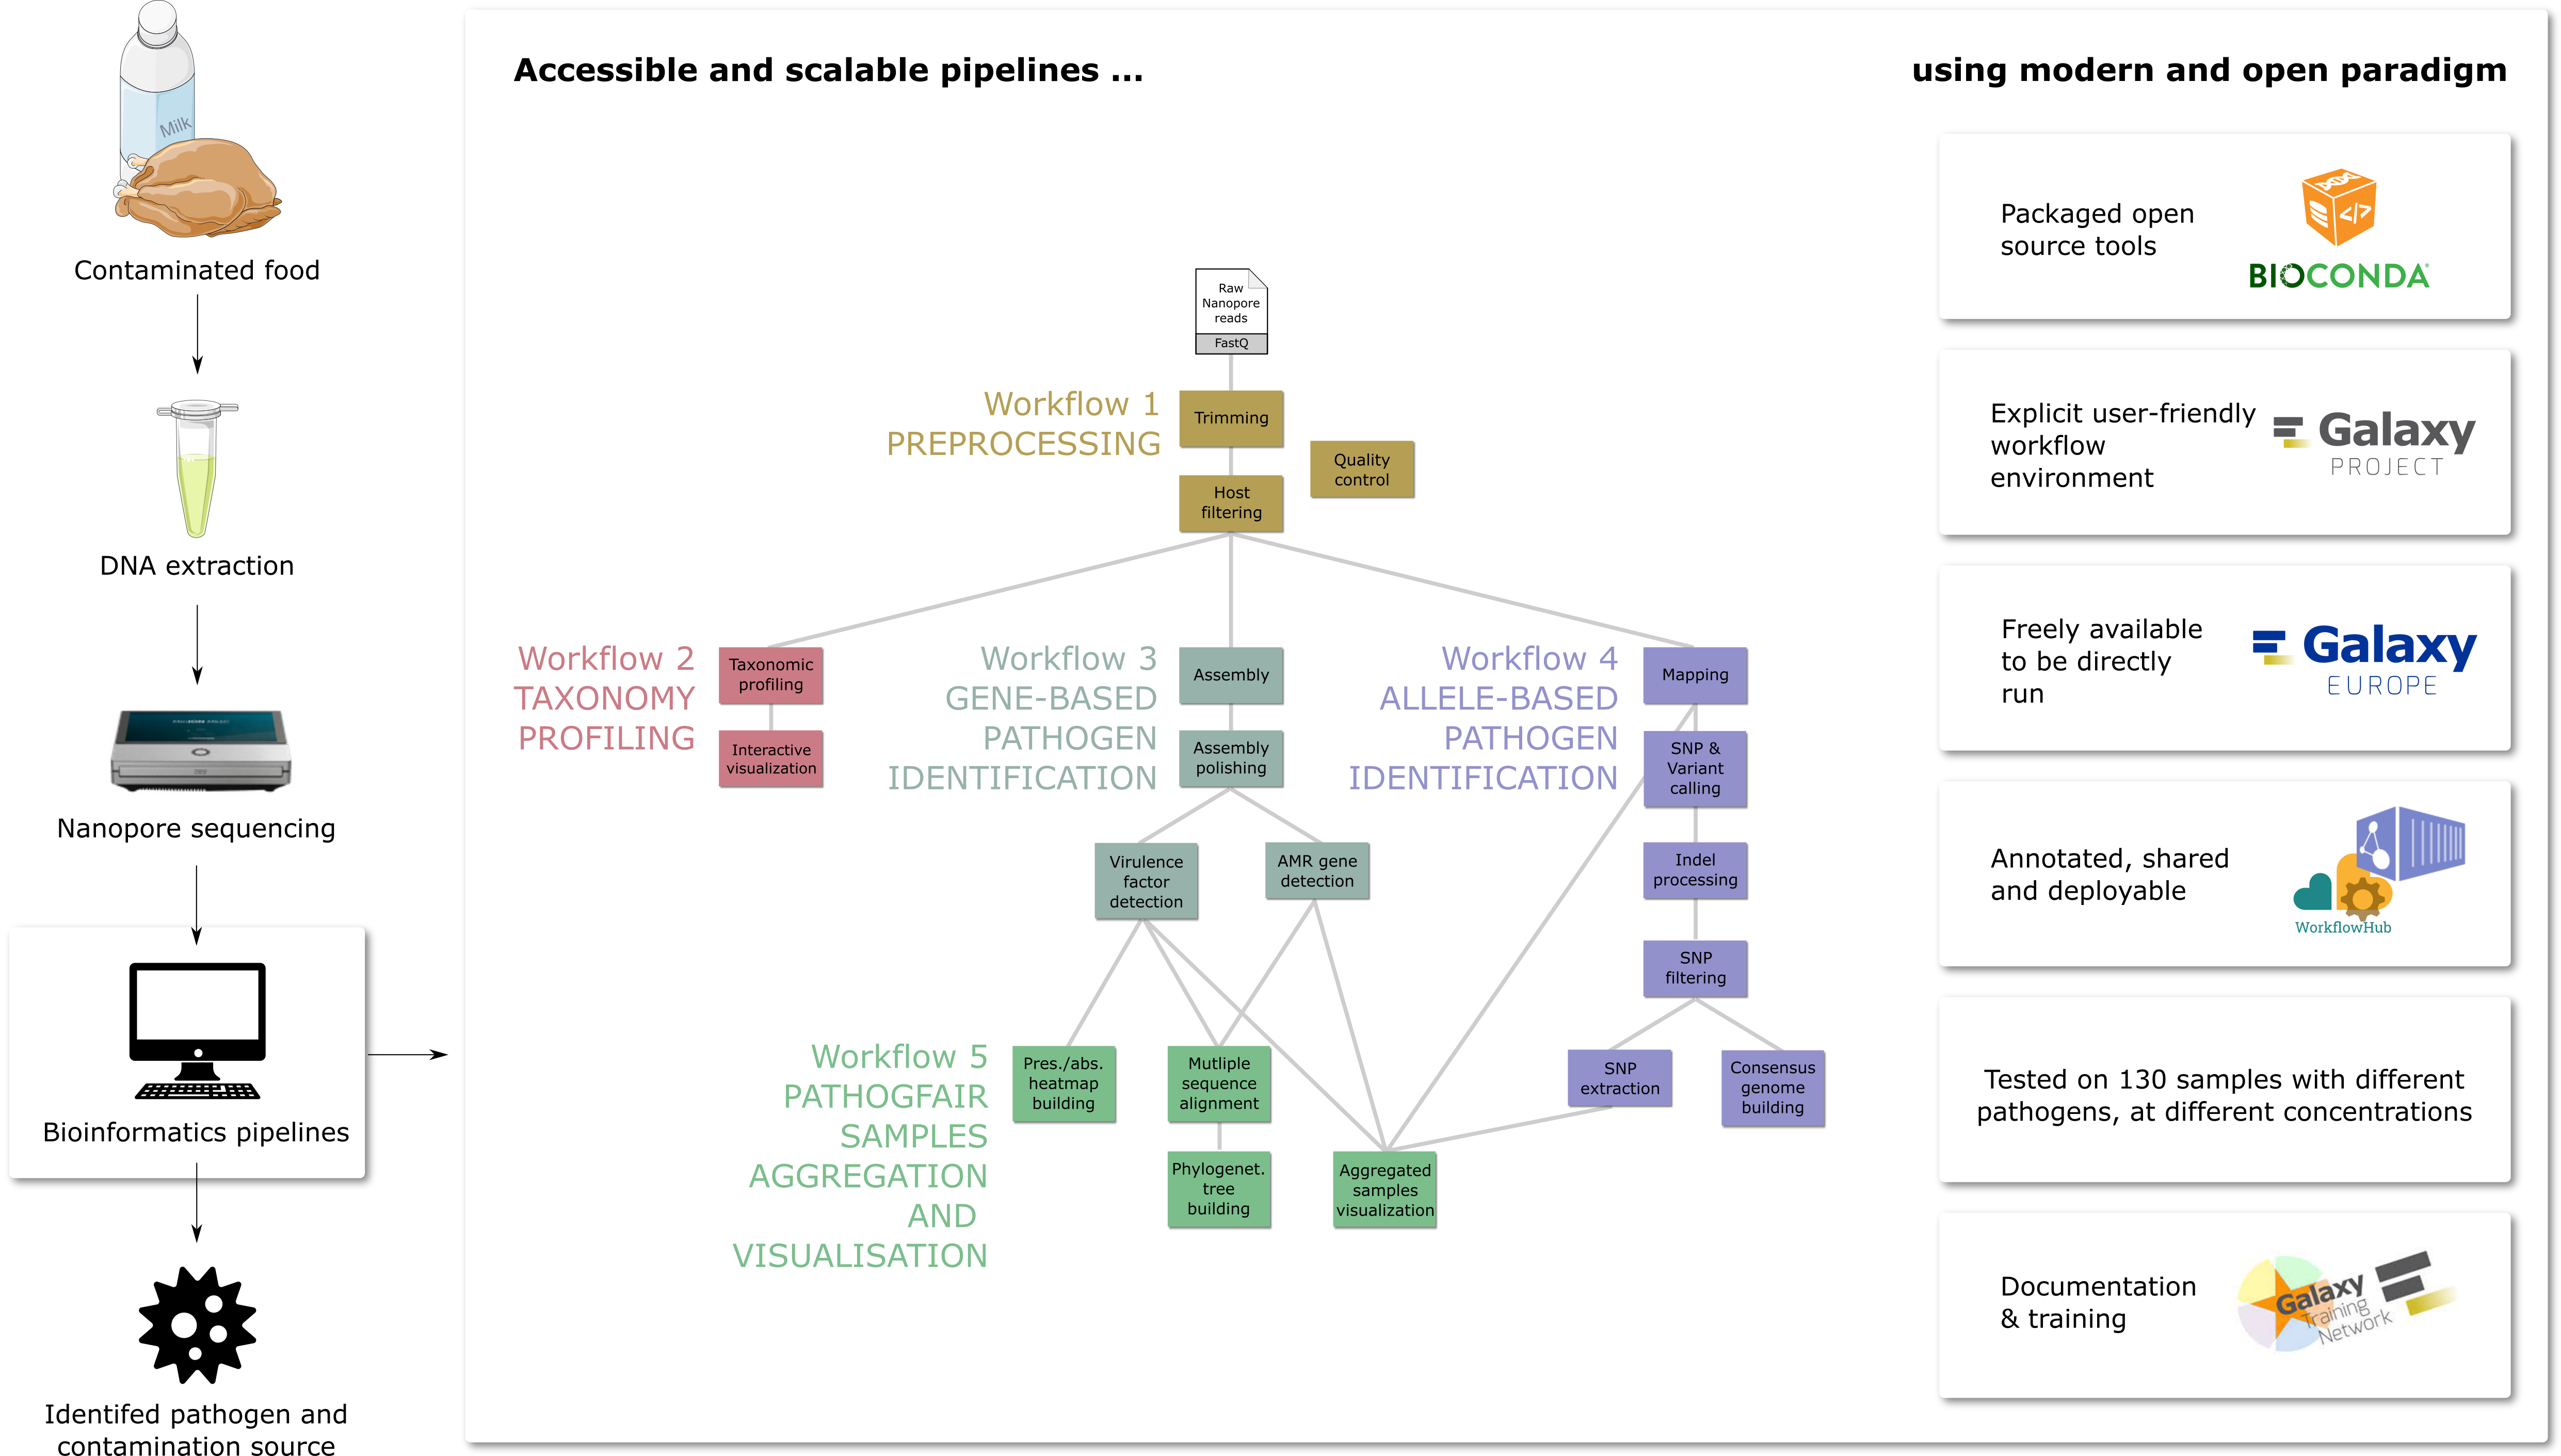 Milk
Contaminated food
DNA extraction
Nanopore sequencing
Bioinformatics pipelines
Identifed pathogen and
contamination source
Accessible and scalable pipelines ...
Raw
Nanopore
reads
FastQ
Workflow 1
PREPROCESSING
Trimming
Quality
control
Host
filtering
Workflow 2
TAXONOMY
PROFILING
Taxonomic
profiling
Interactive
visualization
Workflow 3
GENE-BASED
PATHOGEN
IDENTIFICATION
Assembly
Assembly
polishing
Virulence
factor
detection
AMR gene
detection
Workflow 4
ALLELE-BASED
PATHOGEN
IDENTIFICATION
Mapping
SNP &
Variant
calling
Indel
processing
SNP
filtering
SNP
extraction
Consensus
genome
building
Workflow 5
PATHOGFAIR
SAMPLES
AGGREGATION
AND
VISUALISATION
Pres./abs.
heatmap
building
Mutliple
sequence
alignment
Phylogenet.
tree
building
Aggregated
samples
visualization
using modern and open paradigm
Packaged open
source tools
</>
BIOCONDA
Explicit user-friendly
workflow
environment
Galaxy
PROJECT
Freely available
to be directly
run
Galaxy
EUROPE
Annotated, shared
and deployable
WorkflowHub
Tested on 130 samples with different
pathogens, at different concentrations
Documentation
& training
Galaxy
Training
Network